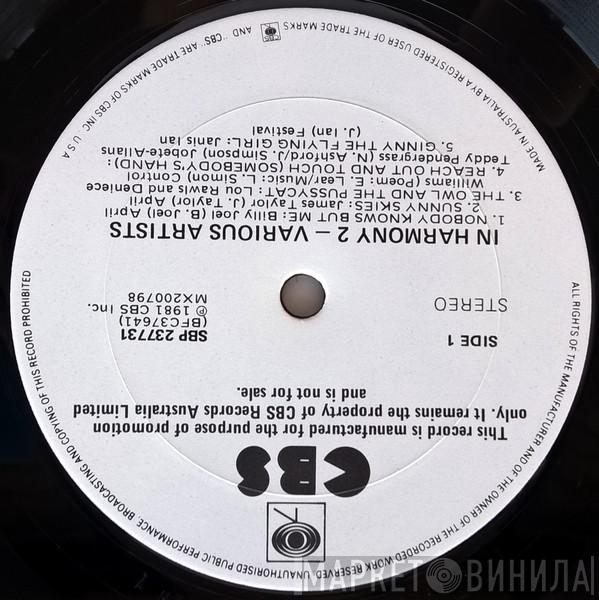 CBS
This record is manufactured for the purpose of promotion
only. It remains the property of CBS Records Australia Limited
and is not for sale.
SIDE 1
SBP 237731
(BFC37641)
STEREO
℗ 1981 CBS Inc.
MX200798
IN HARMONY 2 – VARIOUS ARTISTS
1. NOBODY KNOWS BUT ME: Billy Joel (B. Joel) April
2. SUNNY SKIES: James Taylor (J. Taylor) April
3. THE OWL AND THE PUSSYCAT: Lou Rawls and Deniece
Williams (Poem: E. Lear/Music: L. Simon) Control
4. REACH OUT AND TOUCH (SOMEBODY'S HAND):
Teddy Pendergrass (N. Ashford/J. Simpson) Jobete-Allans
5. GINNY THE FLYING GIRL: Janis Ian
(J. Ian) Festival
ALL RIGHTS OF THE MANUFACTURER AND OF THE OWNER OF THE RECORDED WORK RESERVED. UNAUTHORISED PUBLIC PERFORMANCE BROADCASTING AND COPYING OF THIS RECORD PROHIBITED
MADE IN AUSTRALIA BY A REGISTERED USER OF THE TRADE MARKS
CBS
AND "CBS" ARE TRADE MARKS OF CBS INC. U S A
МАРКЕТ ВИНИЛА